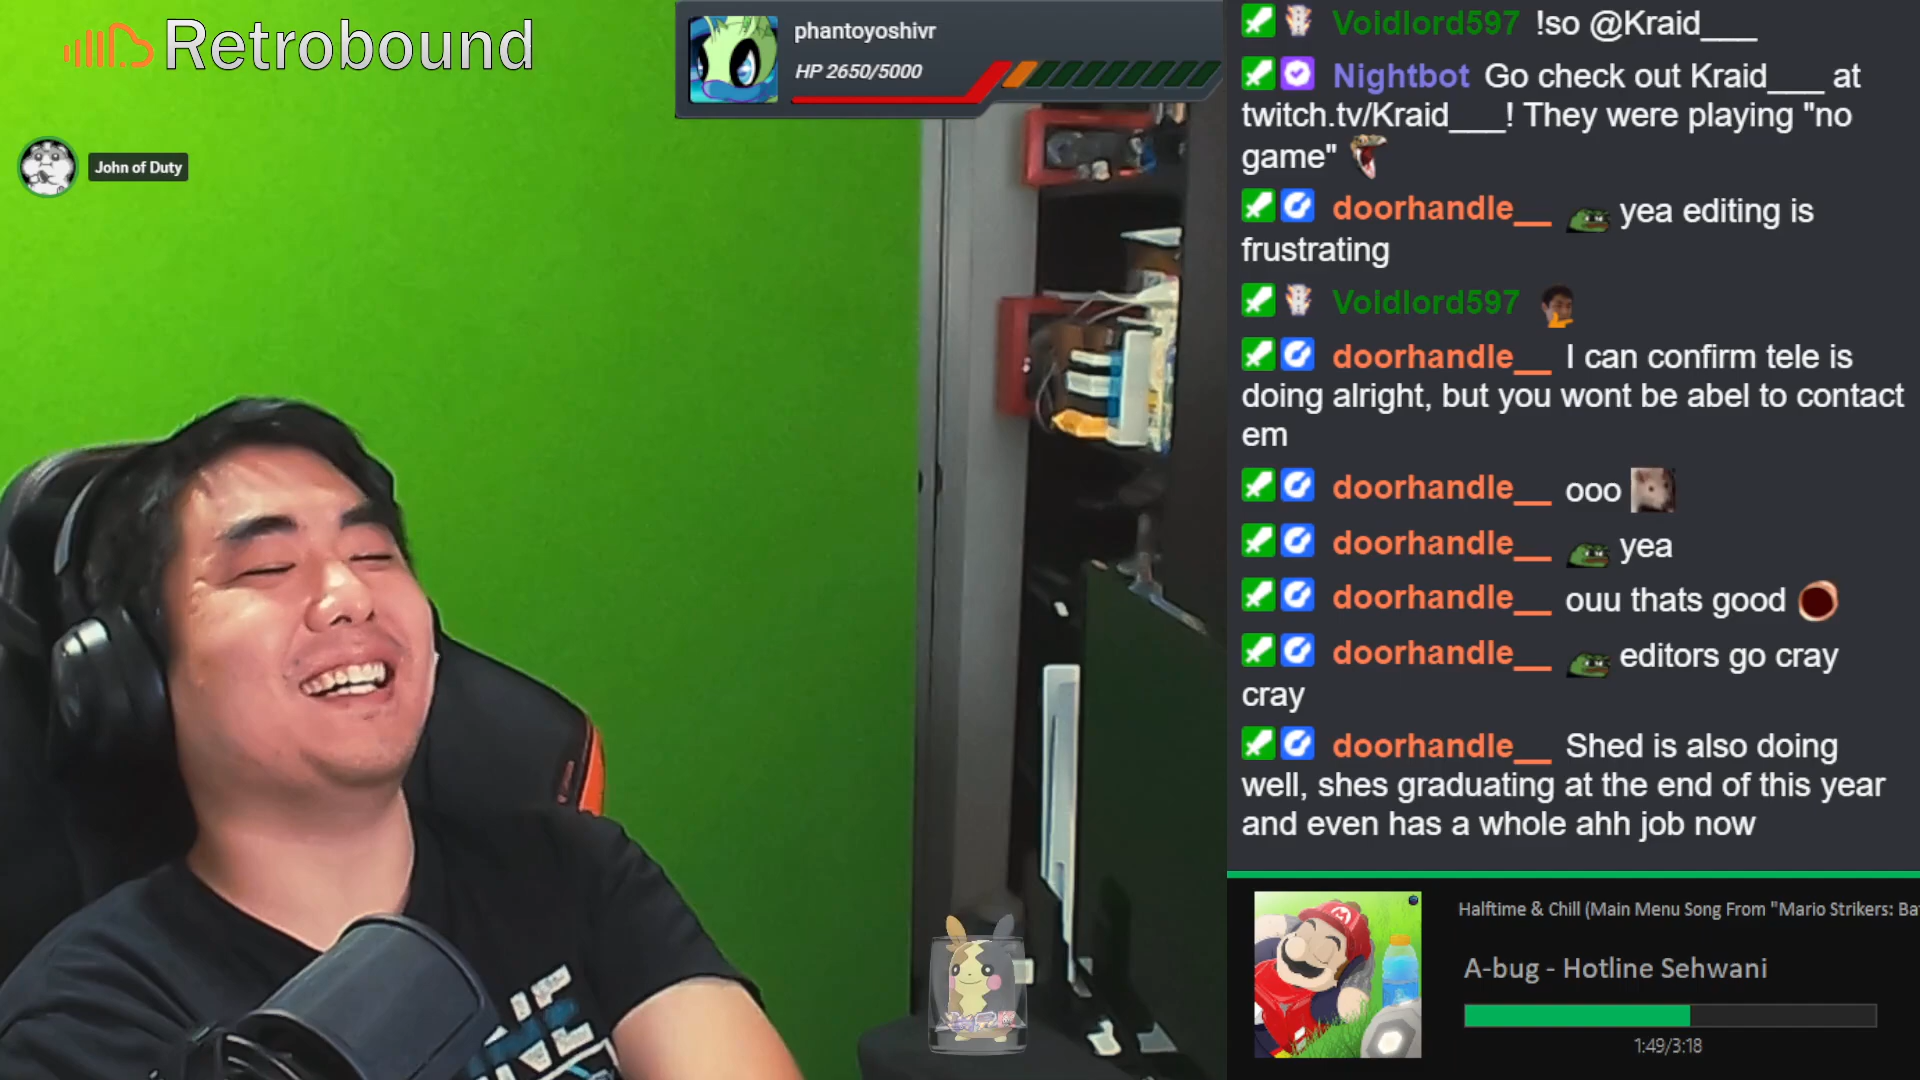 Retrobound
phantoyoshivr
HP 2650/5000
John of Duty
Voidlord597 !so @Kraid___
Nightbot Go check out Kraid___ at
twitch.tv/Kraid___! They were playing "no
game"
doorhandle__ yea editing is
frustrating
Voidlord597
doorhandle__ I can confirm tele is
doing alright, but you wont be abel to contact
em
doorhandle__ ooo
doorhandle__ yea
doorhandle__ ouu thats good
doorhandle__ editors go cray
cray
doorhandle__ Shed is also doing
well, shes graduating at the end of this year
and even has a whole ahh job now
Halftime & Chill (Main Menu Song From "Mario Strikers: Ba
A-bug - Hotline Sehwani
1:49/3:18